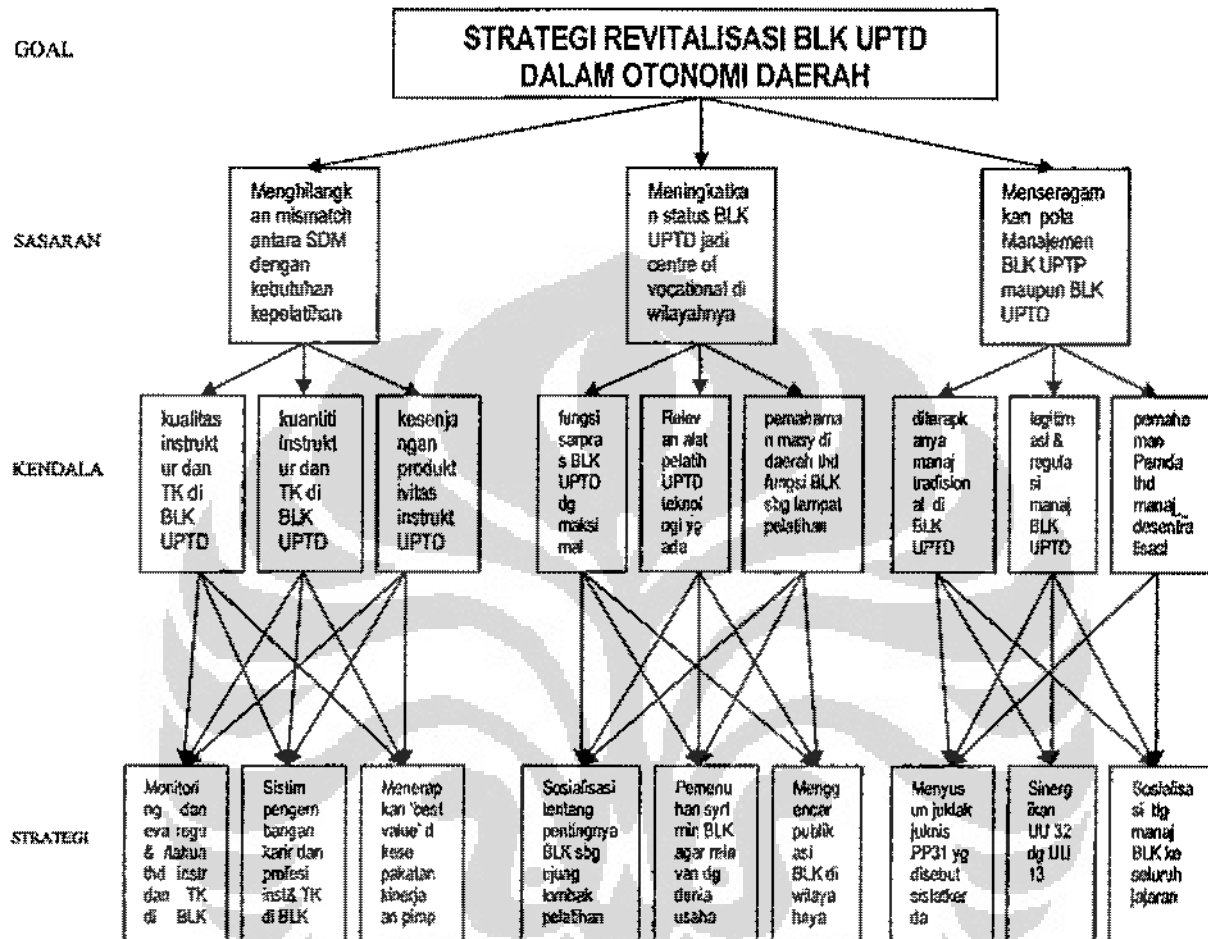 GOAL
STRATEGI REVITALISASI BLK UPTD
DALAM OTONOMI DAERAH
SASARAN
Menghilangk
an mismatch
antara SDM
dengan
kebutuhan
kepelatihan
Meningkatka
n status BLK
UPTD jadi
centre of
vocational di
wilayahnya
Menseragam
kan pola
Manajemen
BLK UPTP
maupun BLK
UPTD
KENDALA
kualitas
instrukt
ur dan
TK di
BLK
UPTD
kuantiti
instrukt
ur dan
TK di
BLK
UPTD
kesenja
ngan
produkt
ivitas
instrukt
UPTD
fungsi
sarpra
s BLK
UPTD
dg
maksi
mal
Relev
an alat
pelatih
UPTD
teknol
ogi yg
ada
pemahama
n masy di
daerah thd
fungsi BLK
sbg tempat
pelatihan
diterapk
anya
manaj
tradision
al di
BLK
UPTD
legitim
asi &
regula
si
manaj
BLK
UPTD
pemaha
man
Pemda
thd
manaj
desentra
lisasi
STRATEGI
Monitori
ng dan
eva regu
&
thd instr
dan TK
di BLK
Sistim
pengem
bangan
karir dan
profesi
inst& TK
di BLK
Menerap
kan 'best
value' d
kese
pakatan
kinerja
an pimp
Sosialisasi
tentang
pentingnya
BLK sbg
ujung
tombak
pelatihan
Pemenu
han syrt
min BLK
agar rele
van dg
dunia
usaha
Mengg
encar
publik
asi
BLK di
wilaya
hnya
Menyus
un juklak
juknis
PP31 yg
disebut
sislatker
da
Sinerg
ikan
UU 32
dg UU
13
Sosialisa
si ttg
manaj
BLK ke
seluruh
jajaran